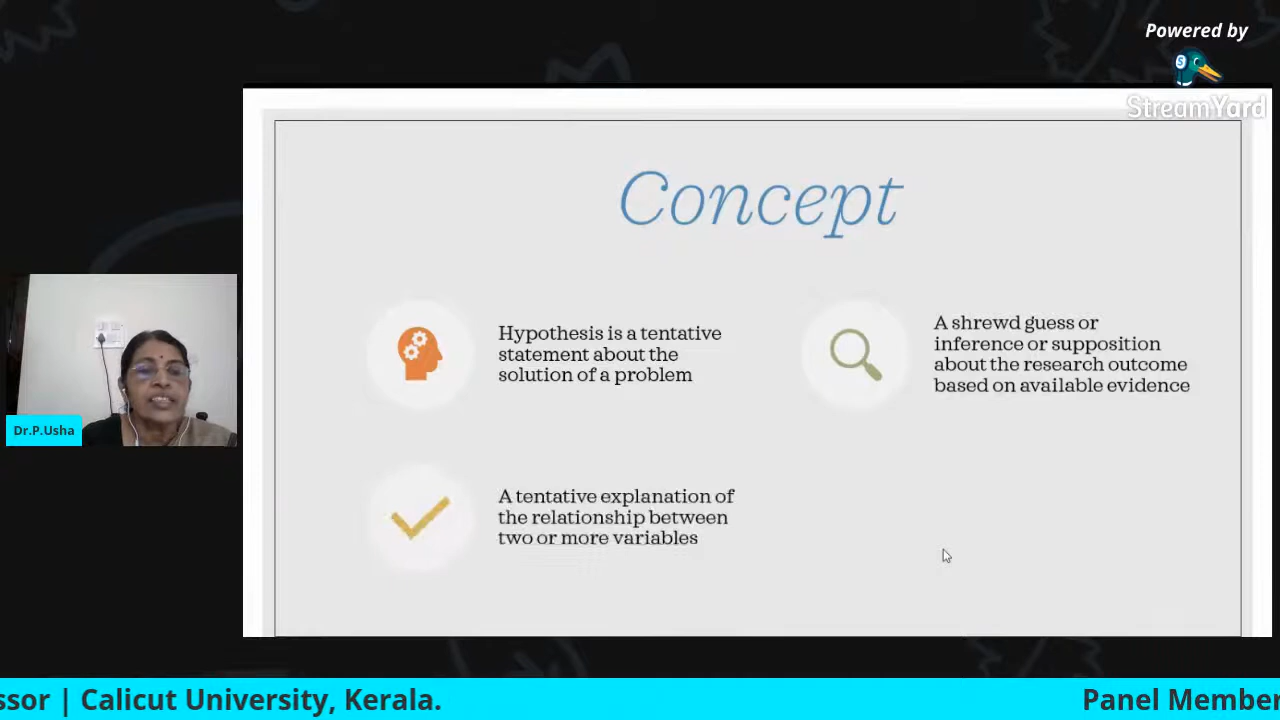 Powered by
StreamYard
Concept
Hypothesis is a tentative
statement about the
solution of a problem
A shrewd guess or
inference or supposition
about the research outcome
based on available evidence
A tentative explanation of
the relationship between
two or more variables
Dr.P.Usha
ssor | Calicut University, Kerala.
Panel Member